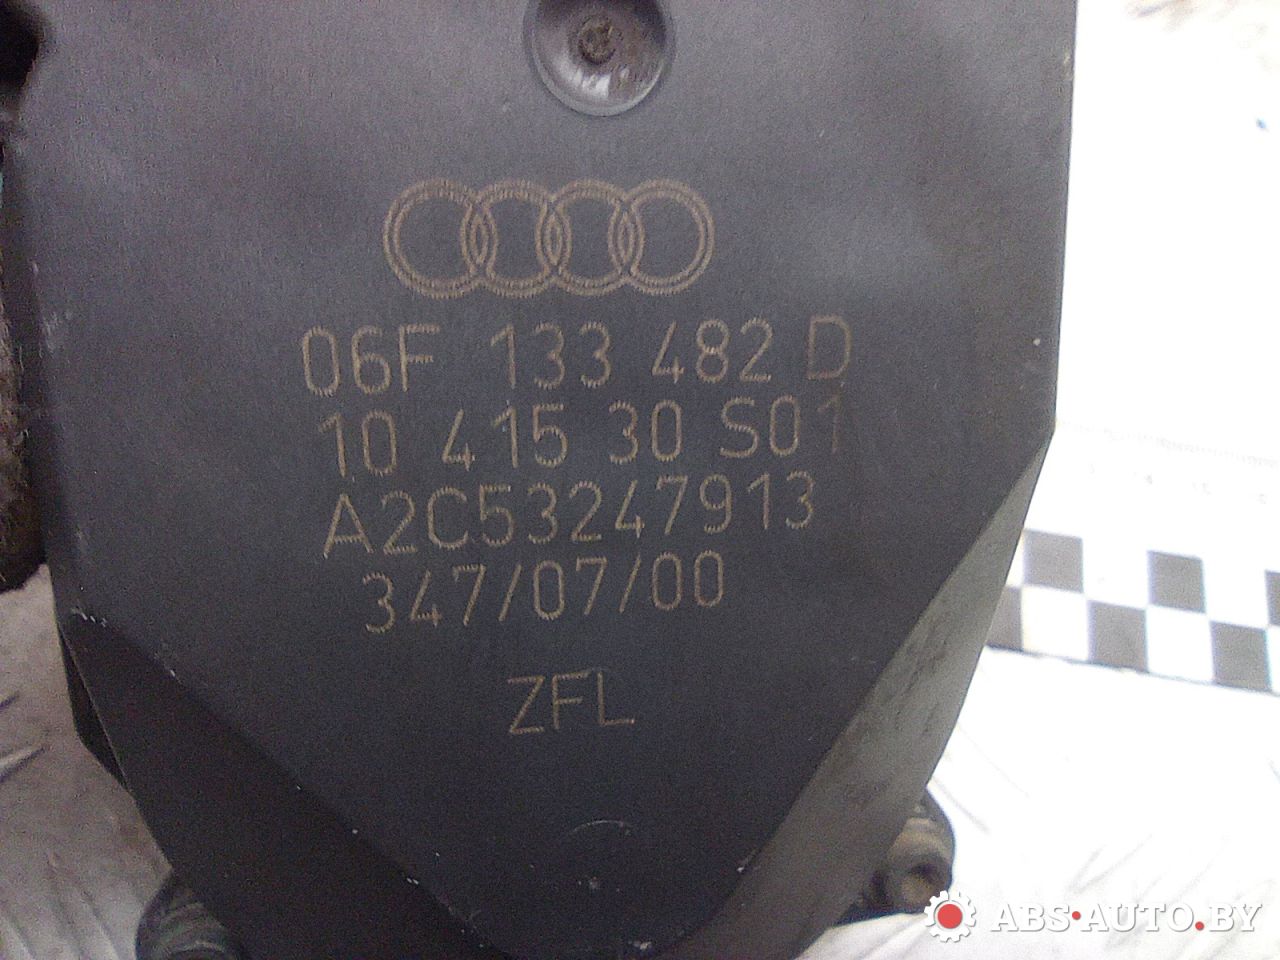 06F 133 482 D
10 415 30 S01
A2C53247913
347/07/00
ZFL
ABS-AUTO.BY